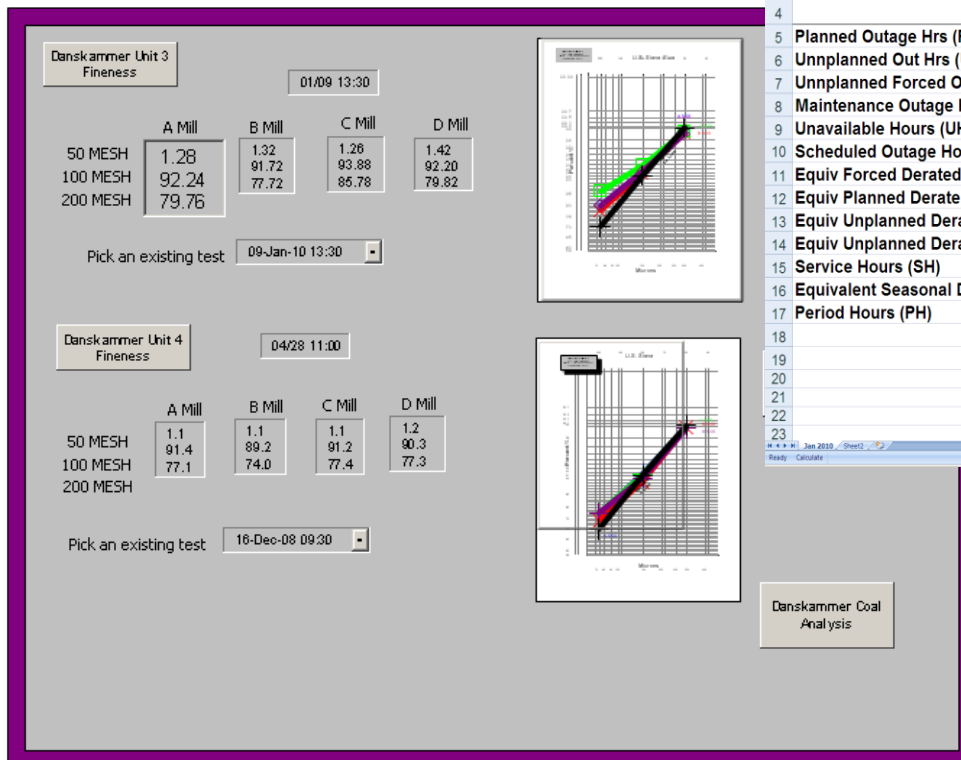 Danskammer Unit 3
Fineness
01/09 13:30
A Mill B Mill C Mill D Mill
50 MESH 1.28 1.32 1.26 1.42
100 MESH 92.24 91.72 93.88 92.20
200 MESH 79.76 77.72 85.78 79.82
Pick an existing test 09-Jan-10 13:30
U.S. Sieve Size
Microns
Danskammer Unit 4
Fineness
04/28 11:00
A Mill B Mill C Mill D Mill
50 MESH 1.1 1.1 1.1 1.2
100 MESH 91.4 89.2 91.2 90.3
200 MESH 77.1 74.0 77.4 77.3
Pick an existing test 16-Dec-08 09:30
U.S. Sieve
Microns
Danskammer Coal
Analysis
4
5 Planned Outage Hrs (
6 Unnplanned Out Hrs (
7 Unnplanned Forced O
8 Maintenance Outage
9 Unavailable Hours (UH
10 Scheduled Outage Ho
11 Equiv Forced Derated
12 Equiv Planned Derate
13 Equiv Unplanned Dera
14 Equiv Unplanned Dera
15 Service Hours (SH)
16 Equivalent Seasonal D
17 Period Hours (PH)
18
19
20
21
22
23
Jan 2010 Sheet2
Ready Calculate